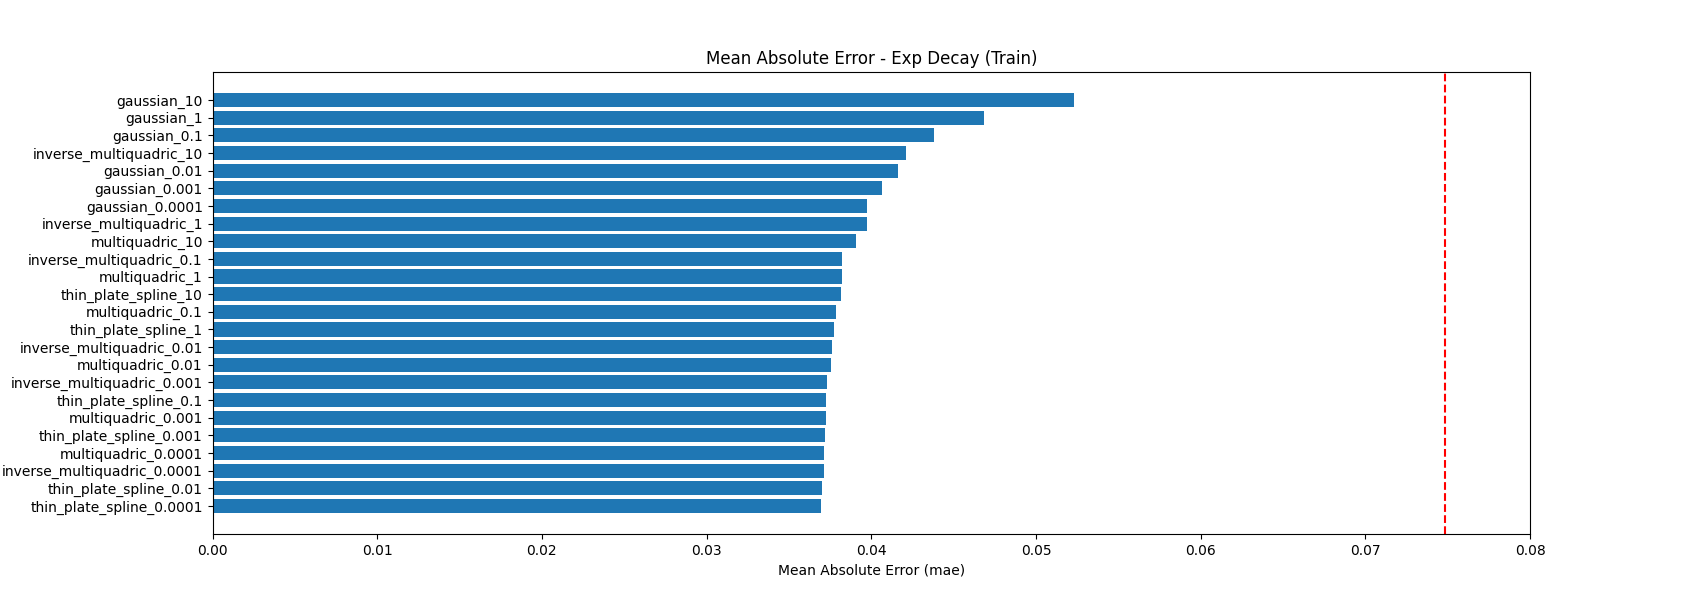 Mean Absolute Error - Exp Decay (Train)
gaussian_10
gaussian_1
gaussian_0.1
inverse_multiquadric_10
gaussian_0.01
gaussian_0.001
gaussian_0.0001
inverse_multiquadric_1
multiquadric_10
inverse_multiquadric_0.1
multiquadric_1
thin_plate_spline_10
multiquadric_0.1
thin_plate_spline_1
inverse_multiquadric_0.01
multiquadric_0.01
inverse_multiquadric_0.001
thin_plate_spline_0.1
multiquadric_0.001
thin_plate_spline_0.001
multiquadric_0.0001
inverse_multiquadric_0.0001
thin_plate_spline_0.01
thin_plate_spline_0.0001
0.00 0.01 0.02 0.03 0.04 0.05 0.06 0.07 0.08
Mean Absolute Error (mae)